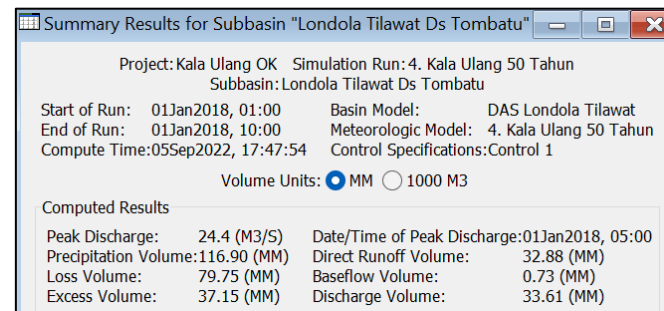 Summary Results for Subbasin "Londola Tilawat Ds Tombatu"
Project: Kala Ulang OK Simulation Run: 4. Kala Ulang 50 Tahun
Subbasin: Londola Tilawat Ds Tombatu
Start of Run: 01Jan2018, 01:00 Basin Model: DAS Londola Tilawat
End of Run: 01Jan2018, 10:00 Meteorologic Model: 4. Kala Ulang 50 Tahun
Compute Time:05Sep2022, 17:47:54 Control Specifications:Control 1
Volume Units: MM 1000 M3
Computed Results
Peak Discharge: 24.4 (M3/S) Date/Time of Peak Discharge:01Jan2018, 05:00
Precipitation Volume:116.90 (MM) Direct Runoff Volume: 32.88 (MM)
Loss Volume: 79.75 (MM) Baseflow Volume: 0.73 (MM)
Excess Volume: 37.15 (MM) Discharge Volume: 33.61 (MM)